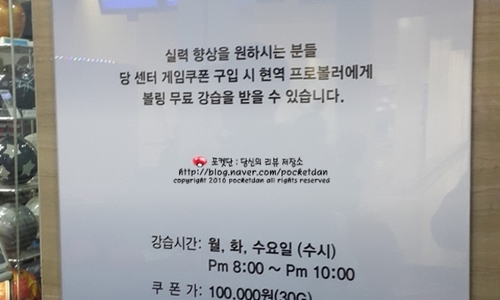 실력 향상을 원하시는 분들
당 센터 게임쿠폰 구입 시 현역 프로볼러에게
볼링 무료 강습을 받을 수 있습니다.
포켓단 : 당신의 리뷰 저장소
http://blog.naver.com/pocketdan
copyright 2016 pocketdan all rights reserved
강습시간: 월, 화, 수요일 (수시)
Pm 8:00 ~ Pm 10:00
쿠 폰 가: 100,000원(30G)